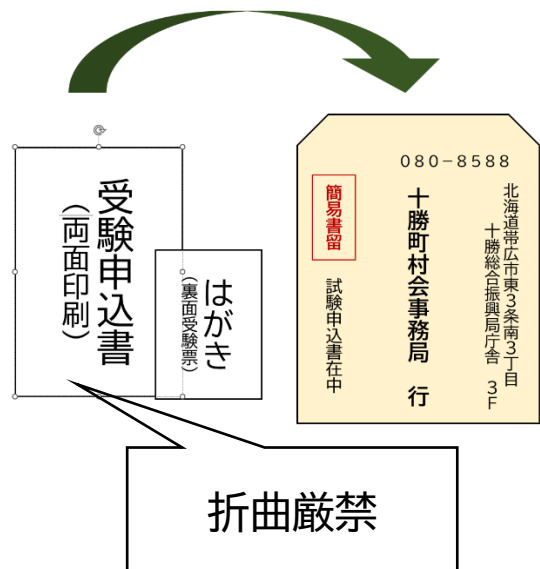 受験申込書
（両面印刷）
はがき
（裏面受験票）
０８０－８５８８
北海道帯広市東３条南３丁目
十勝総合振興局庁舎　３Ｆ
十勝町村会事務局　行
簡易書留
試験申込書在中
折曲厳禁